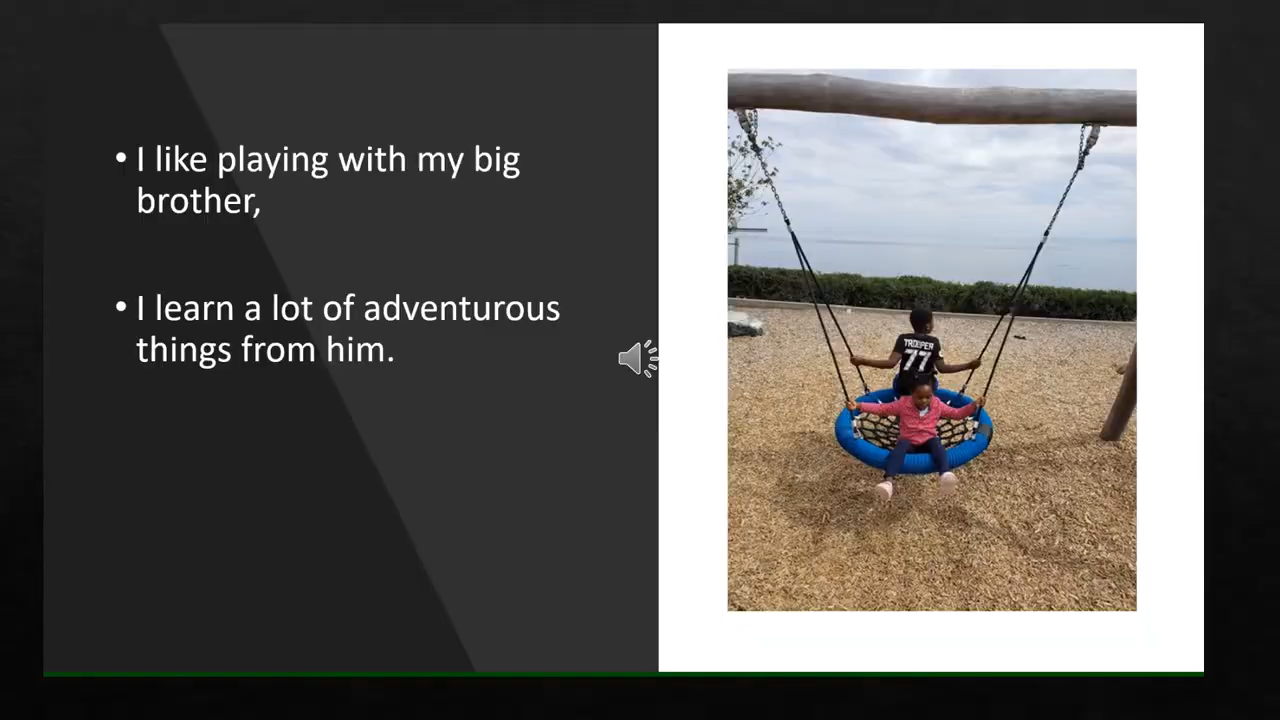 • I like playing with my big
brother,
• I learn a lot of adventurous
things from him.
TROOPER
77